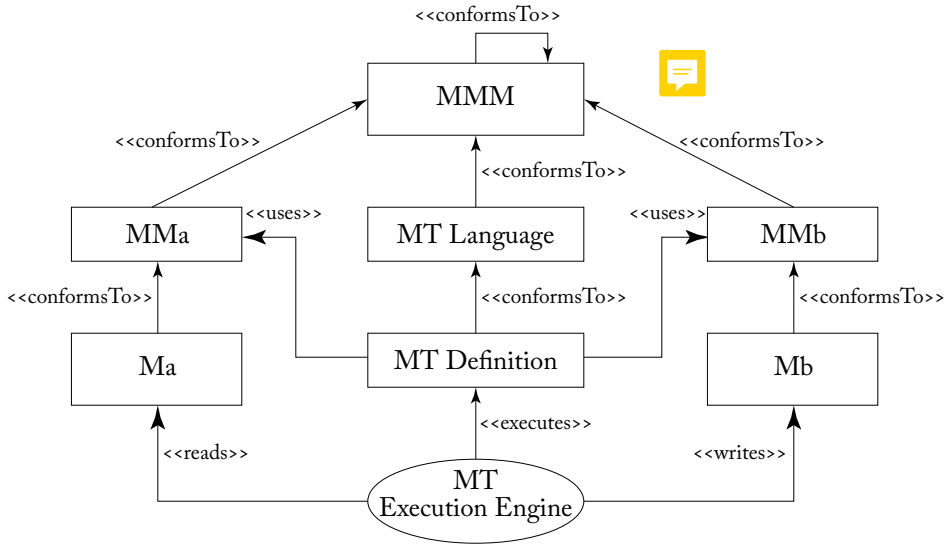 <<conformsTo>>
MMM
<<conformsTo>>
<<conformsTo>>
<<conformsTo>>
<<uses>>
<<uses>>
MMa
MT Language
MMb
<<conformsTo>>
<<conformsTo>>
<<conformsTo>>
Ma
MT Definition
Mb
<<executes>>
<<reads>>
<<writes>>
MT
Execution Engine